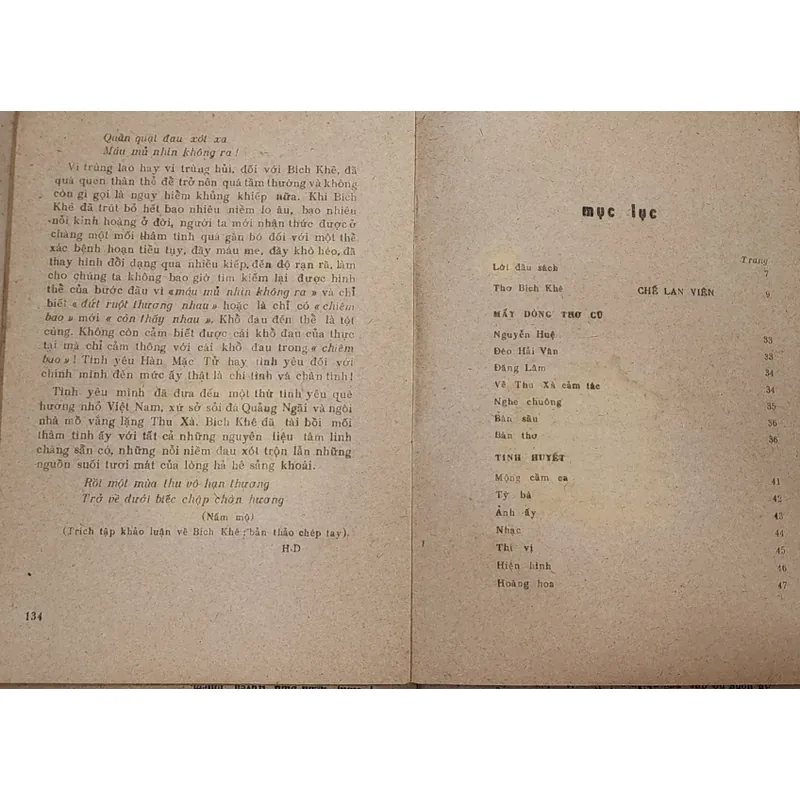 Quằn quại đau xót xa
Máu mủ nhìn không ra !
Vi trùng lao hay vi trùng hủi, đối với Bích Khê, đã
quá quen thân thổ để trở nên quá tầm thường và không
còn gì gọi là nguy hiểm khủng khiếp nữa. Khi Bích
Khê đã trút bỏ hết bao nhiêu niềm lo âu, bao nhiêu
nỗi kinh hoàng ở đời, người ta mới nhận thức được ở
chàng một mối thâm tình quá gần bó đối với một thể
xác bệnh hoạn tiều tụy, đầy máu me, đầy khô héo, đã
thay hình đổi dạng qua nhiều kiếp, đến độ rạn rã, làm
cho chúng ta không bao giờ tìm kiếm lại được hình
thể của bước đầu vì «máu mủ nhìn không ra» và chỉ
biết «đứt ruột thương nhau» hoặc là chỉ có «chiêm
bao» mới «còn thấy nhau». Khổ đau đến thế là tột
cùng. Không còn cảm biết được cái khổ đau của thực
tại mà chỉ cảm thông với cái khổ đau trong «chiêm
bao» ! Tình yêu Hàn Mặc Tử hay tình yêu đối với
chính mình đến mức ấy thật là chí tình và chân tình !
Tình yêu mình đã đưa đến một thứ tình yêu quê
hương nhỏ Việt Nam, xứ sở sỏi đá Quảng Ngãi và ngôi
nhà mồ vắng lặng Thu Xà. Bích Khê đã tài bồi mối
thâm tình ấy với tất cả những nguyên liệu tâm linh
chàng sẵn có, những nỗi niềm đau xót trộn lẫn những
nguồn suối tươi mát của lòng hả hê sảng khoái.
Rồi một mùa thu vô hạn thương
Trở về dưới biếc chập chờn hương
(Nấm mộ)
(Trích tập khảo luận về Bích Khê ; bản thảo chép tay).
H.D
134
mục lục
Trang
Lời đầu sách 7
Thơ Bích Khê CHẾ LAN VIÊN 9
MẤY DÒNG THƠ CŨ
Nguyễn Huệ 33
Đèo Hải Vân 33
Đăng Lâm 34
Về Thu Xà cảm tác 34
Nghe chuông 35
Bán sầu 36
Bán thơ 36
TINH HUYẾT
Mộng cầm ca 41
Tỳ bà 42
Ảnh ấy 43
Nhạc 44
Thi vị 45
Hiện hình 46
Hoàng hoa 47